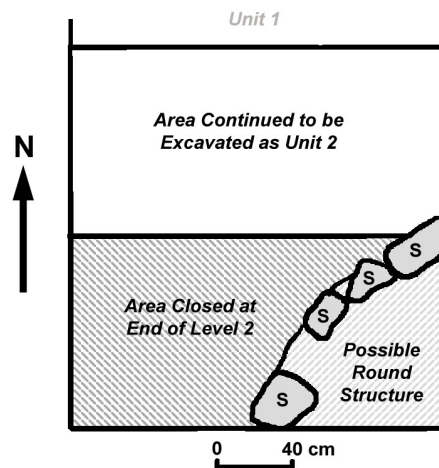 Unit 1
Area Continued to be
Excavated as Unit 2
N
S
S
Area Closed at
End of Level 2
S
Possible
Round
Structure
S
0 40 cm